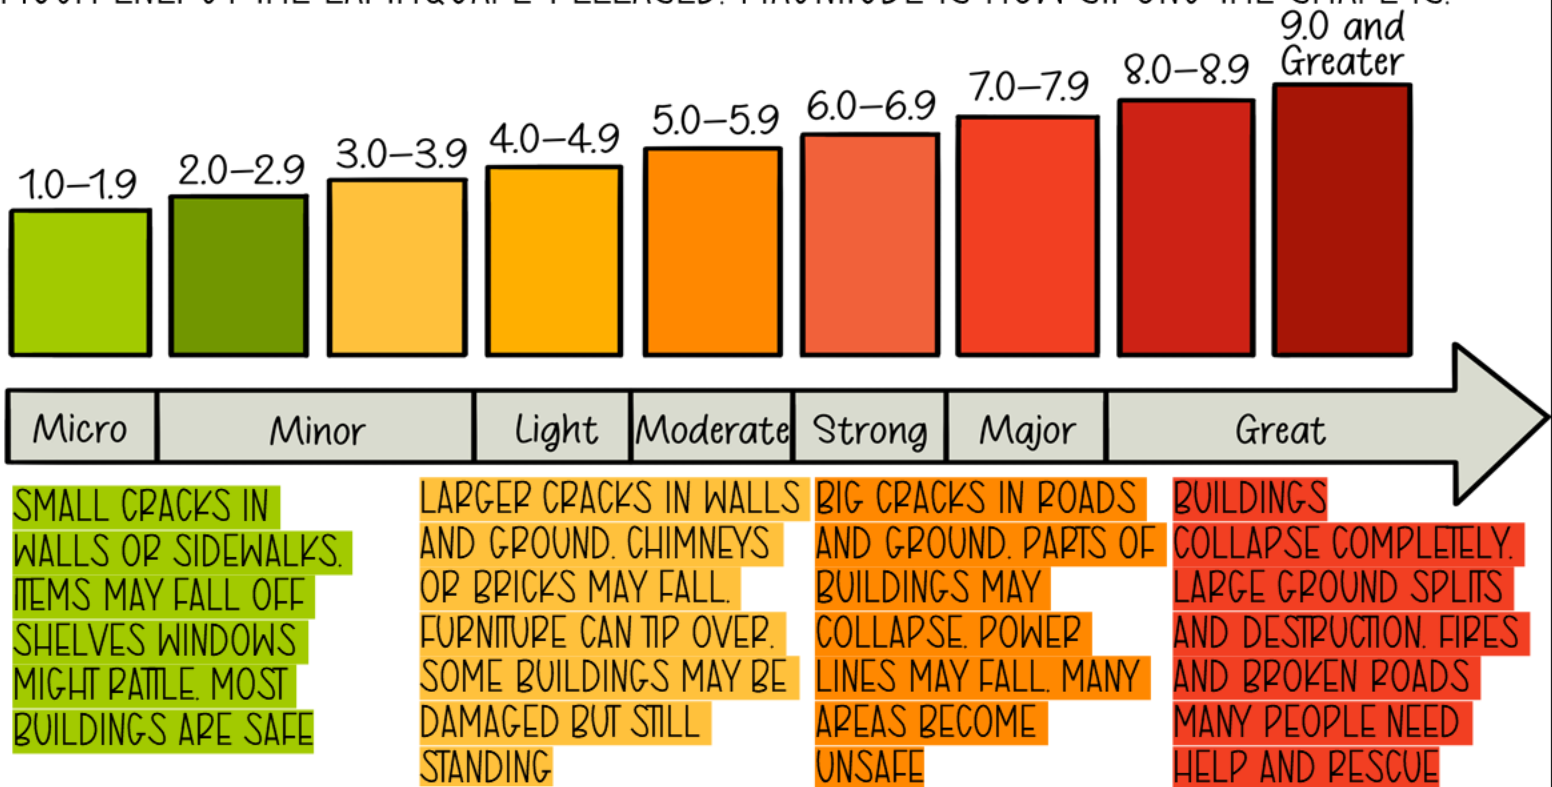 9.0 and
Greater
8.0–8.9
7.0–7.9
6.0–6.9
5.0–5.9
4.0–4.9
3.0–3.9
2.0–2.9
1.0–1.9
Micro
Minor
Light
Moderate
Strong
Major
Great
SMALL CRACKS IN
WALLS OR SIDEWALKS.
ITEMS MAY FALL OFF
SHELVES WINDOWS
MIGHT RATTLE. MOST
BUILDINGS ARE SAFE
LARGER CRACKS IN WALLS
AND GROUND. CHIMNEYS
OR BRICKS MAY FALL.
FURNITURE CAN TIP OVER.
SOME BUILDINGS MAY BE
DAMAGED BUT STILL
STANDING
BIG CRACKS IN ROADS
AND GROUND. PARTS OF
BUILDINGS MAY
COLLAPSE. POWER
LINES MAY FALL. MANY
AREAS BECOME
UNSAFE
BUILDINGS
COLLAPSE COMPLETELY.
LARGE GROUND SPLITS
AND DESTRUCTION. FIRES
AND BROKEN ROADS
MANY PEOPLE NEED
HELP AND RESCUE